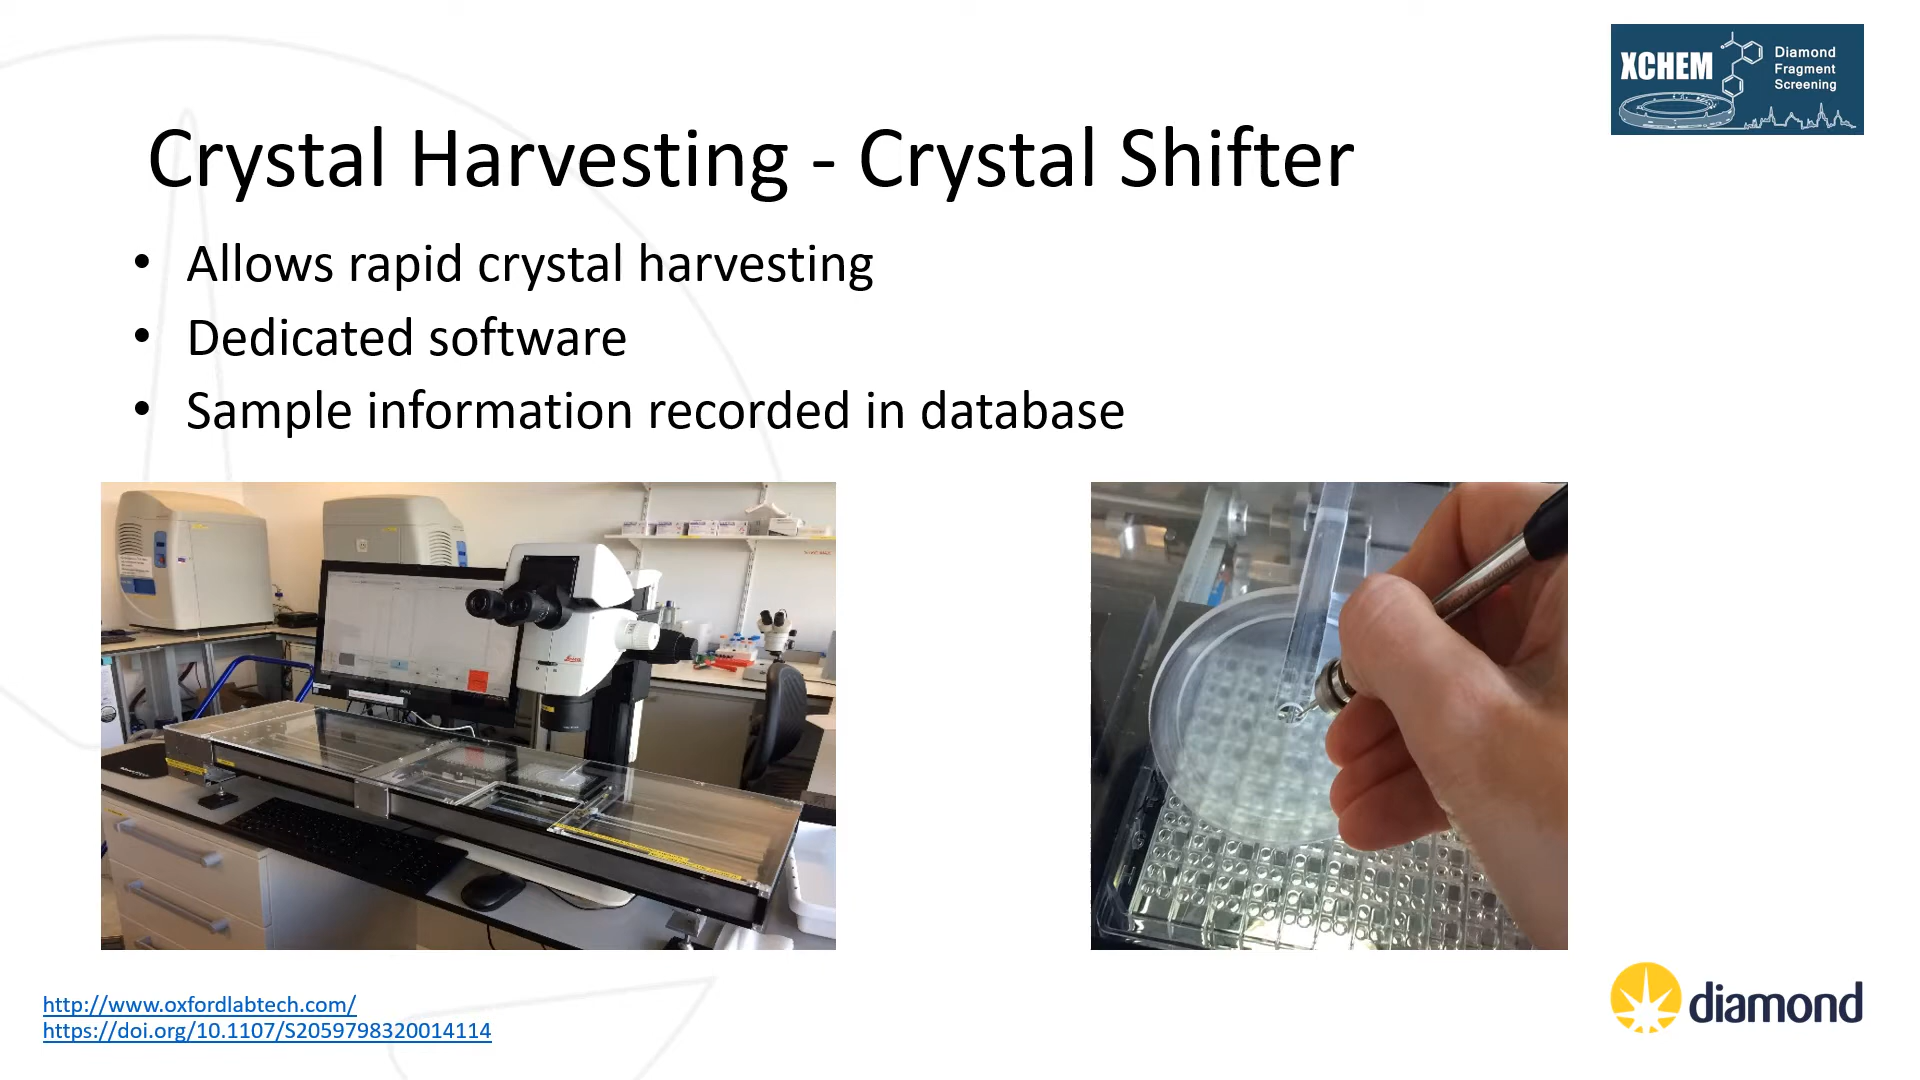 XCHEM
Diamond
Fragment
Screening
Crystal Harvesting - Crystal Shifter
• Allows rapid crystal harvesting
• Dedicated software
• Sample information recorded in database
http://www.oxfordlabtech.com/
https://doi.org/10.1107/S2059798320014114
diamond